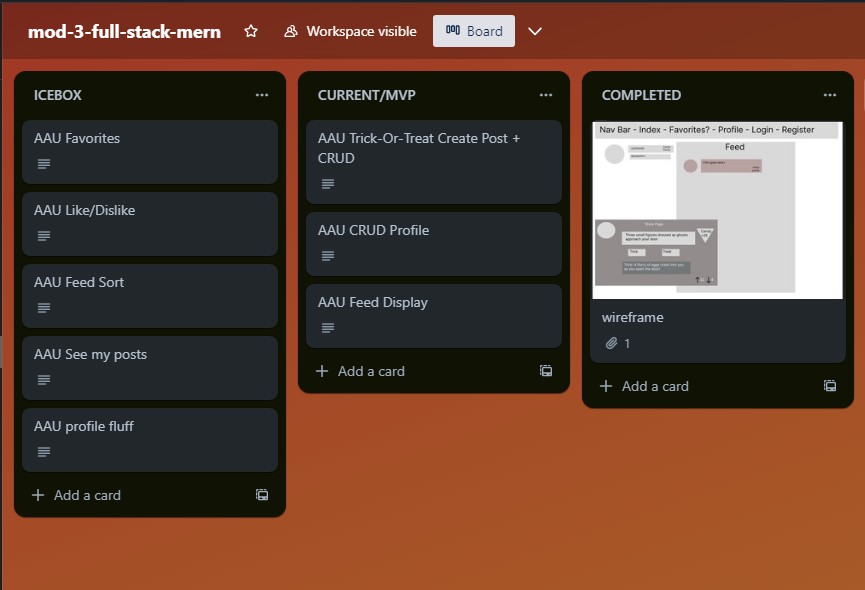 mod-3-full-stack-mern
Workspace visible
Board
ICEBOX
AAU Favorites
AAU Like/Dislike
AAU Feed Sort
AAU See my posts
AAU profile fluff
Add a card
CURRENT/MVP
AAU Trick-Or-Treat Create Post +
CRUD
AAU CRUD Profile
AAU Feed Display
Add a card
COMPLETED
Nav Bar - Index - Favorites? - Profile - Login - Register
Feed
Three small figures dressed as ghosts
approach your door
Trick
Treat
wireframe
1
Add a card